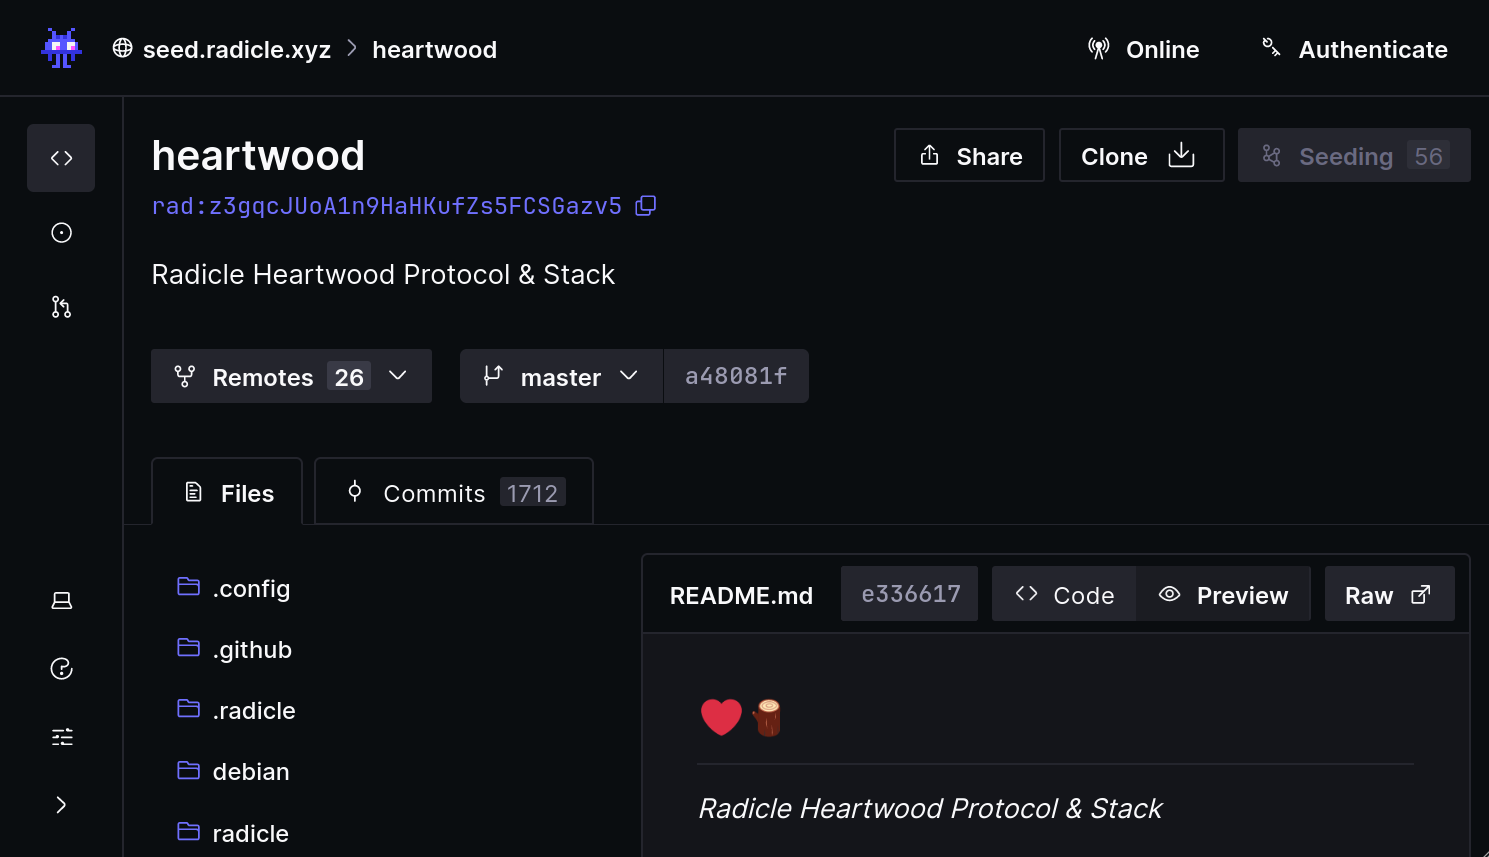 seed.radicle.xyz > heartwood
Online
Authenticate
heartwood
Share
Clone
Seeding 56
rad:z3gqcJUoA1n9HaHKufZs5FCSGazv5
Radicle Heartwood Protocol & Stack
Remotes 26
master
a48081f
Files
Commits 1712
.config
.github
.radicle
debian
radicle
README.md
e336617
Code
Preview
Raw
Radicle Heartwood Protocol & Stack